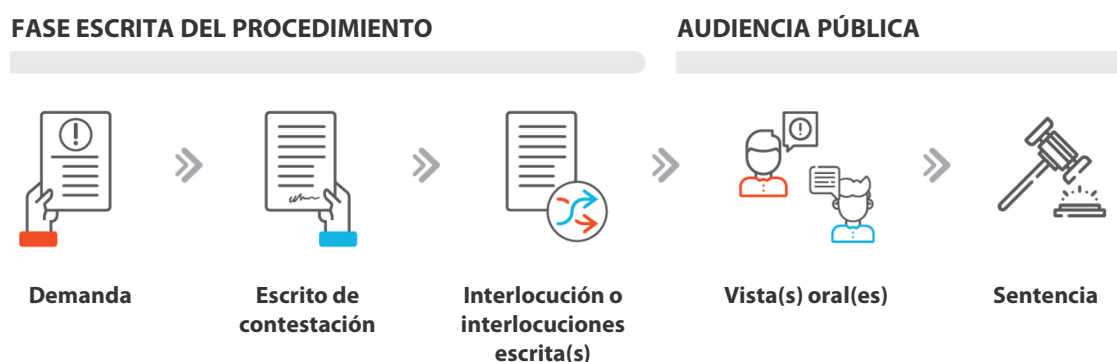 FASE ESCRITA DEL PROCEDIMIENTO
AUDIENCIA PÚBLICA
Demanda
Escrito de
contestación
Interlocución o
interlocuciones
escrita(s)
Vista(s) oral(es)
Sentencia